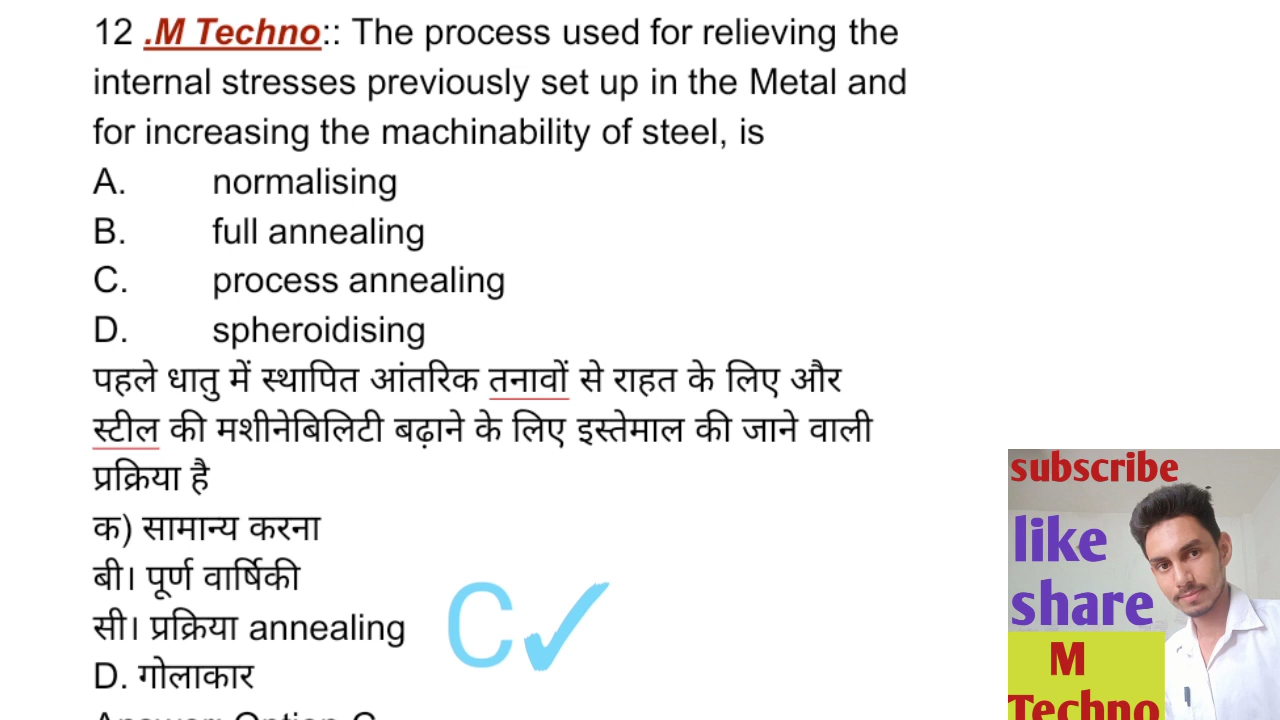 12 .M Techno:: The process used for relieving the
internal stresses previously set up in the Metal and
for increasing the machinability of steel, is
A. normalising
B. full annealing
C. process annealing
D. spheroidising
पहले धातु में स्थापित आंतरिक तनावों से राहत के लिए और
स्टील की मशीनेबिलिटी बढ़ाने के लिए इस्तेमाल की जाने वाली
प्रक्रिया है
क) सामान्य करना
बी। पूर्ण वार्षिकी
सी। प्रक्रिया annealing
D. गोलाकार
C✓
Answer: Option C
subscribe
like
share
M
Techno